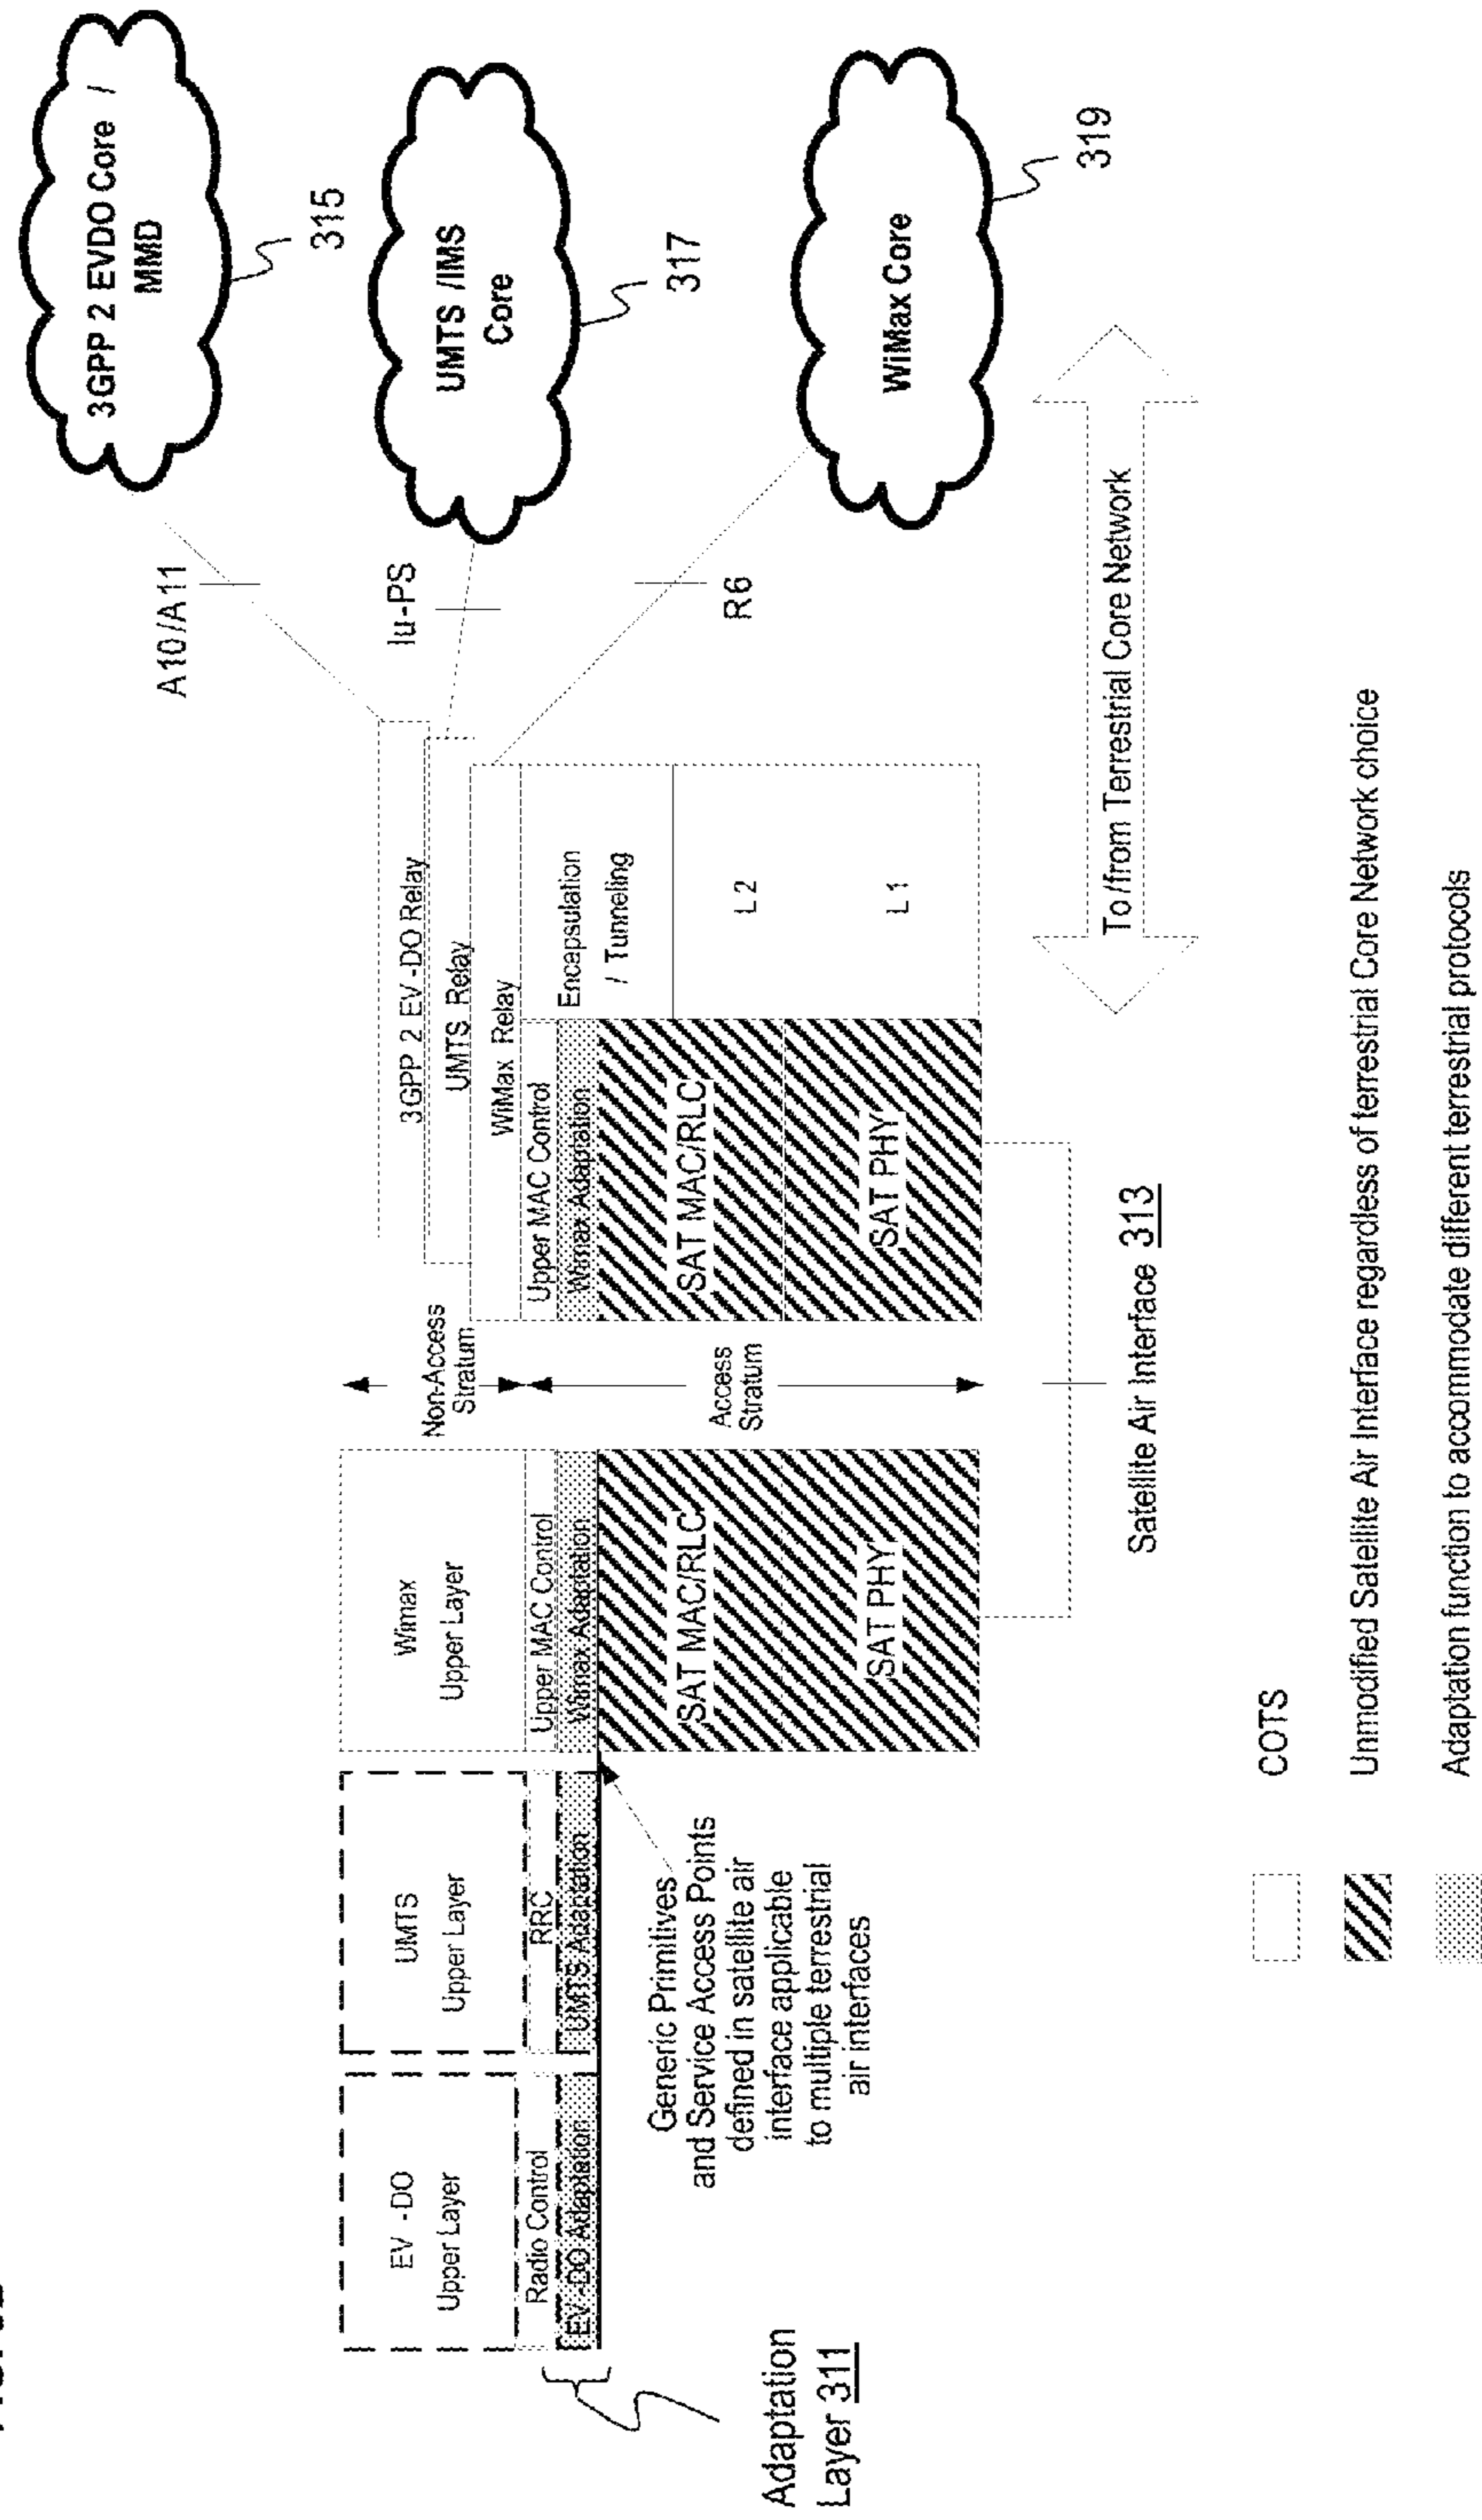 3GPP 2 EVDO Core /
MMD
315
A10/A11
UMTS /IMS
Core
317
Iu-PS
WiMax Core
319
R6
EV -DO
Upper Layer
Radio Control
EV -DO Adaptation
UMTS
Upper Layer
RRC
UMTS Adaptation
Wimax
Upper Layer
Upper MAC Control
Wimax Adaptation
SAT MAC/RLC
SAT PHY
Non-Access
Stratum
Access
Stratum
3GPP 2 EV -DO Relay
UMTS Relay
WiMax Relay
Upper MAC Control
Wimax Adaptation
SAT MAC/RLC
SAT PHY
Encapsulation
/ Tunneling
L 2
L 1
Adaptation
Layer 311
Generic Primitives
and Service Access Points
defined in satellite air
interface applicable
to multiple terrestrial
air interfaces
Satellite Air Interface 313
To /from Terrestrial Core Network
COTS
Unmodified Satellite Air Interface regardless of terrestrial Core Network choice
Adaptation function to accommodate different terrestrial protocols